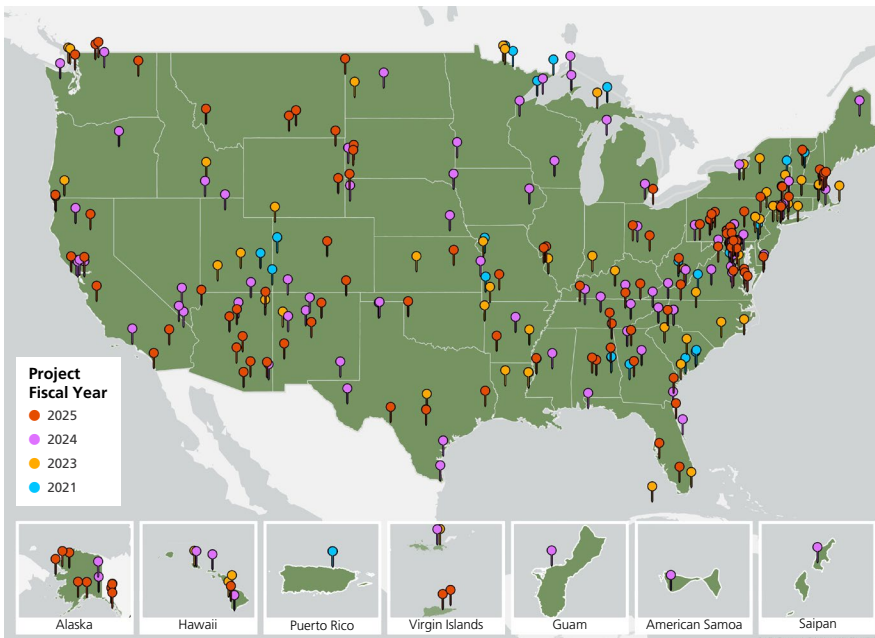 Project
Fiscal Year
2025
2024
2023
2021
Alaska
Hawaii
Puerto Rico
Virgin Islands
Guam
American Samoa
Saipan